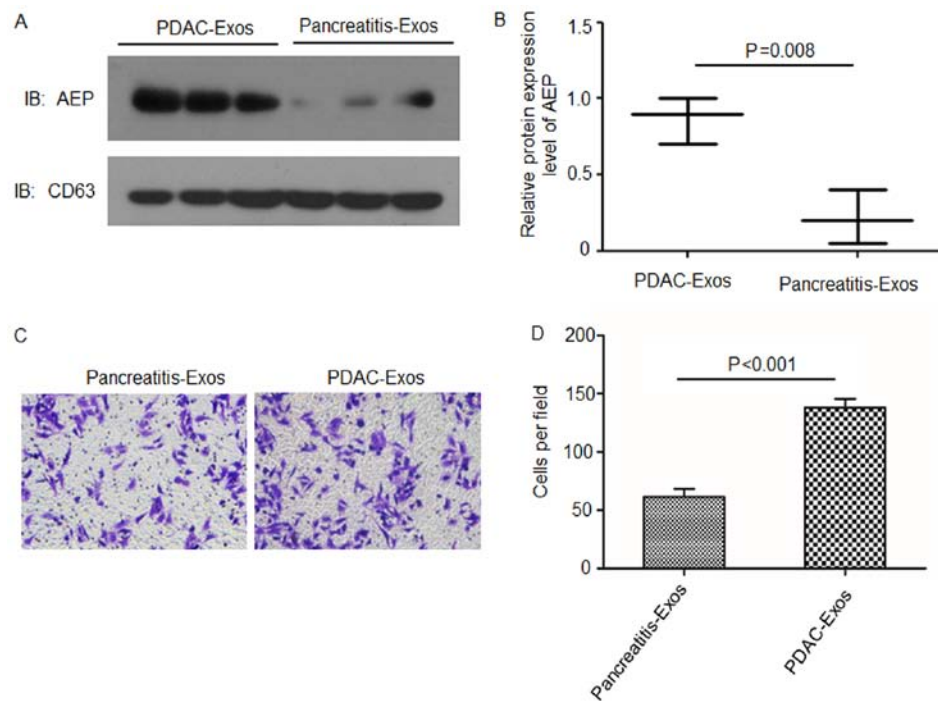 A
PDAC-Exos Pancreatitis-Exos
IB: AEP
IB: CD63
B
Relative protein expression
level of AEP
1.5
1.0
0.5
0
P=0.008
PDAC-Exos Pancreatitis-Exos
C
Pancreatitis-Exos PDAC-Exos
D
Cells per field
200
150
100
50
0
P<0.001
Pancreatitis-Exos
PDAC-Exos